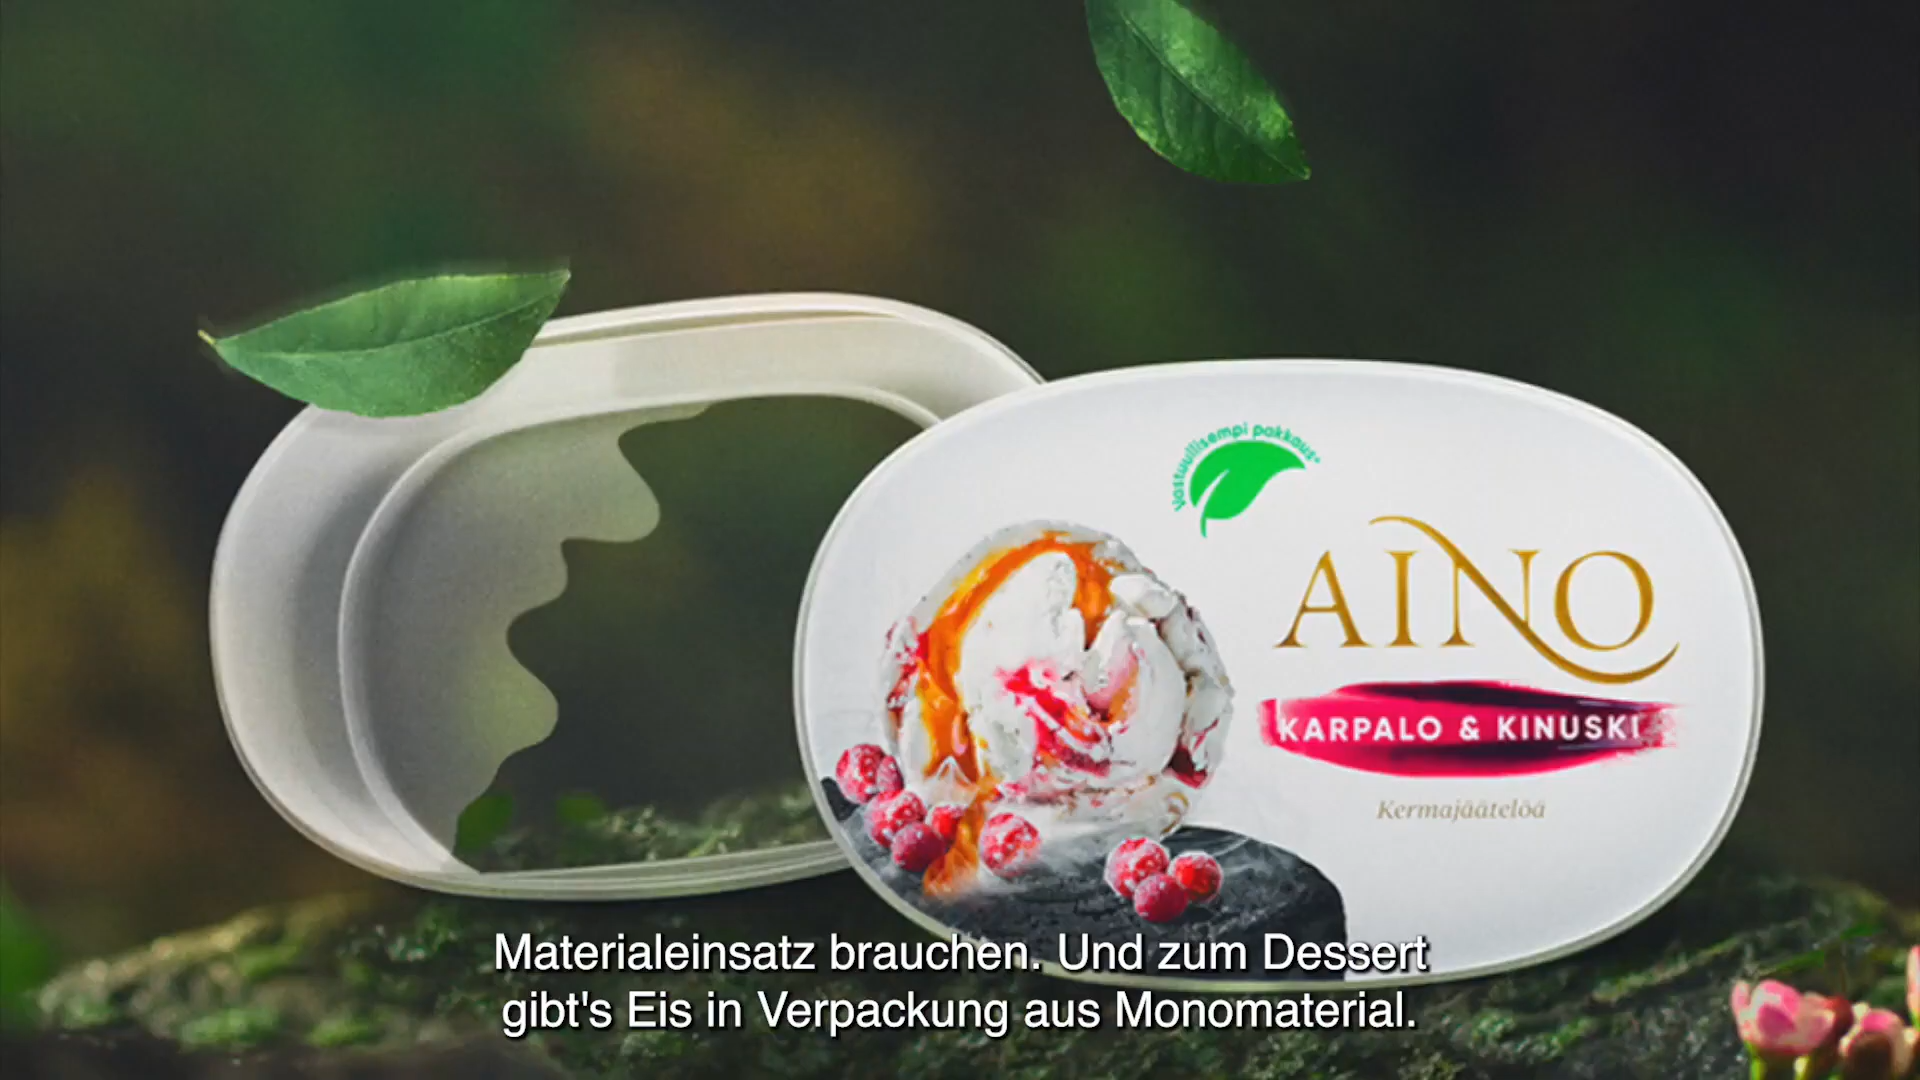 Vastuullisempi pakkaus*
AINO
KARPALO & KINUSKI
Kermajäätelöä
Materialeinsatz brauchen. Und zum Dessert
gibt's Eis in Verpackung aus Monomaterial.